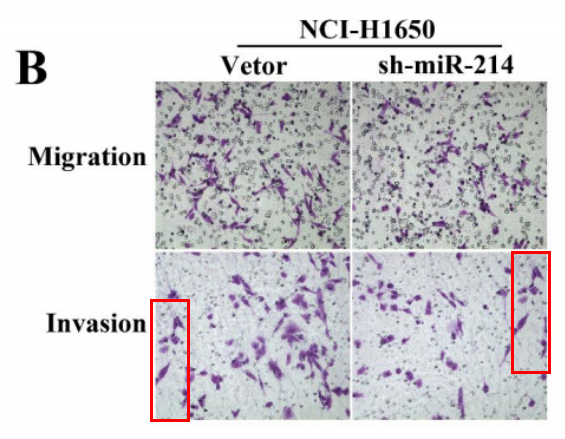 NCI-H1650
B
Vetor sh-miR-214
Migration
Invasion